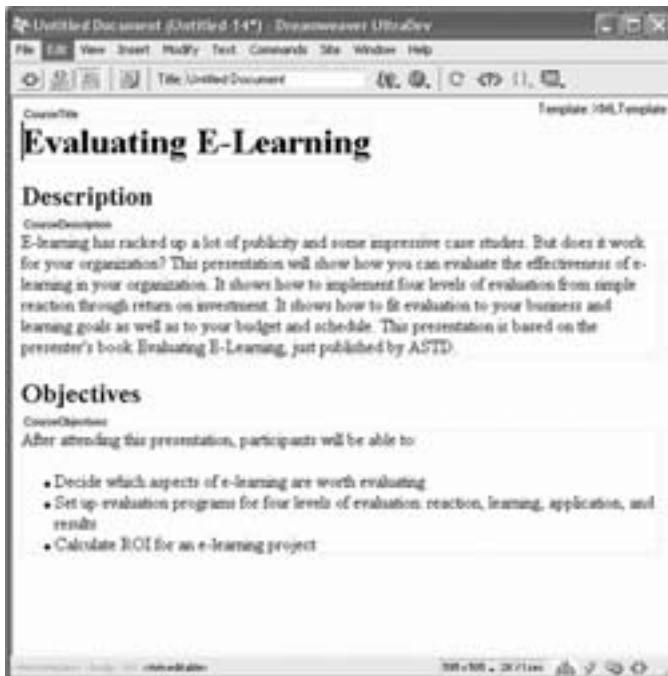 Untitled Document (Untitled-14*) - Dreamweaver UltraDev
File Edit View Insert Modify Text Commands Site Window Help
Title: Untitled Document
CourseTitle
Template: XMLTemplate
Evaluating E-Learning
Description
CourseDescription
E-learning has racked up a lot of publicity and some impressive case studies. But does it work
for your organization? This presentation will show how you can evaluate the effectiveness of e-
learning in your organization. It shows how to implement four levels of evaluation from simple
reaction through return on investment. It shows how to fit evaluation to your business and
learning goals as well as to your budget and schedule. This presentation is based on the
presenter's book Evaluating E-Learning, just published by ASTD.
Objectives
CourseObjectives
After attending this presentation, participants will be able to:
• Decide which aspects of e-learning are worth evaluating
• Set up evaluation programs for four levels of evaluation: reaction, learning, application, and
results
• Calculate ROI for an e-learning project